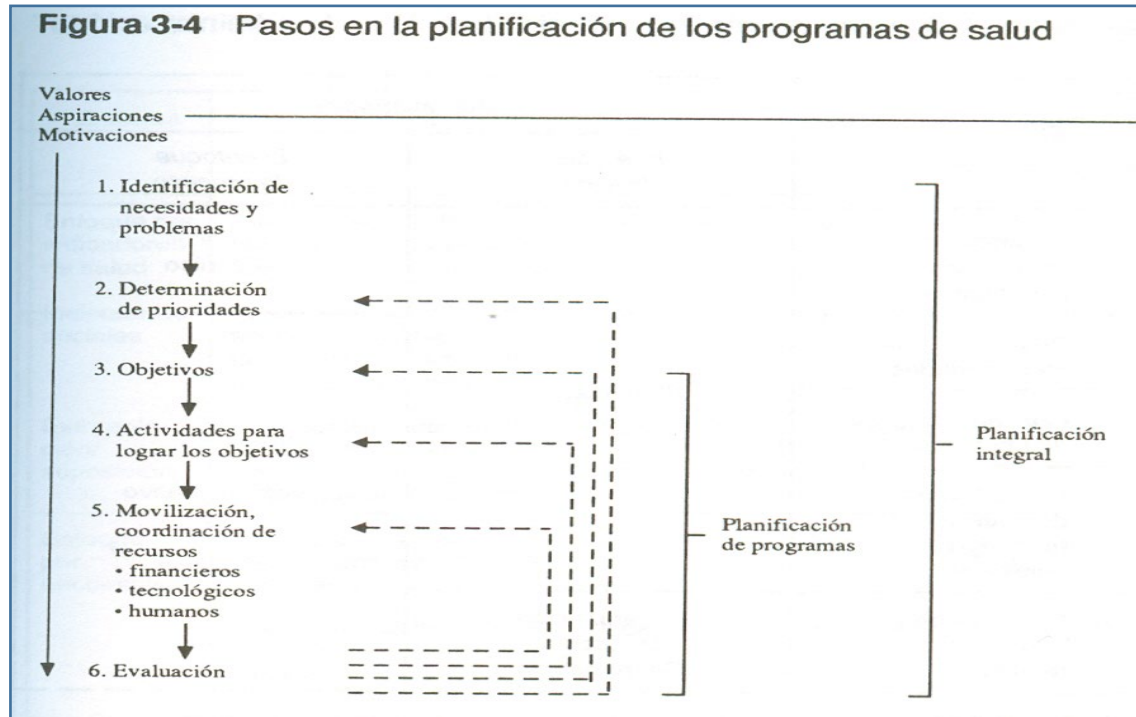 Figura 3-4 Pasos en la planificación de los programas de salud
Valores
Aspiraciones
Motivaciones
1. Identificación de
necesidades y
problemas
2. Determinación
de prioridades
3. Objetivos
4. Actividades para
lograr los objetivos
5. Movilización,
coordinación de
recursos
• financieros
• tecnológicos
• humanos
6. Evaluación
Planificación
de programas
Planificación
integral